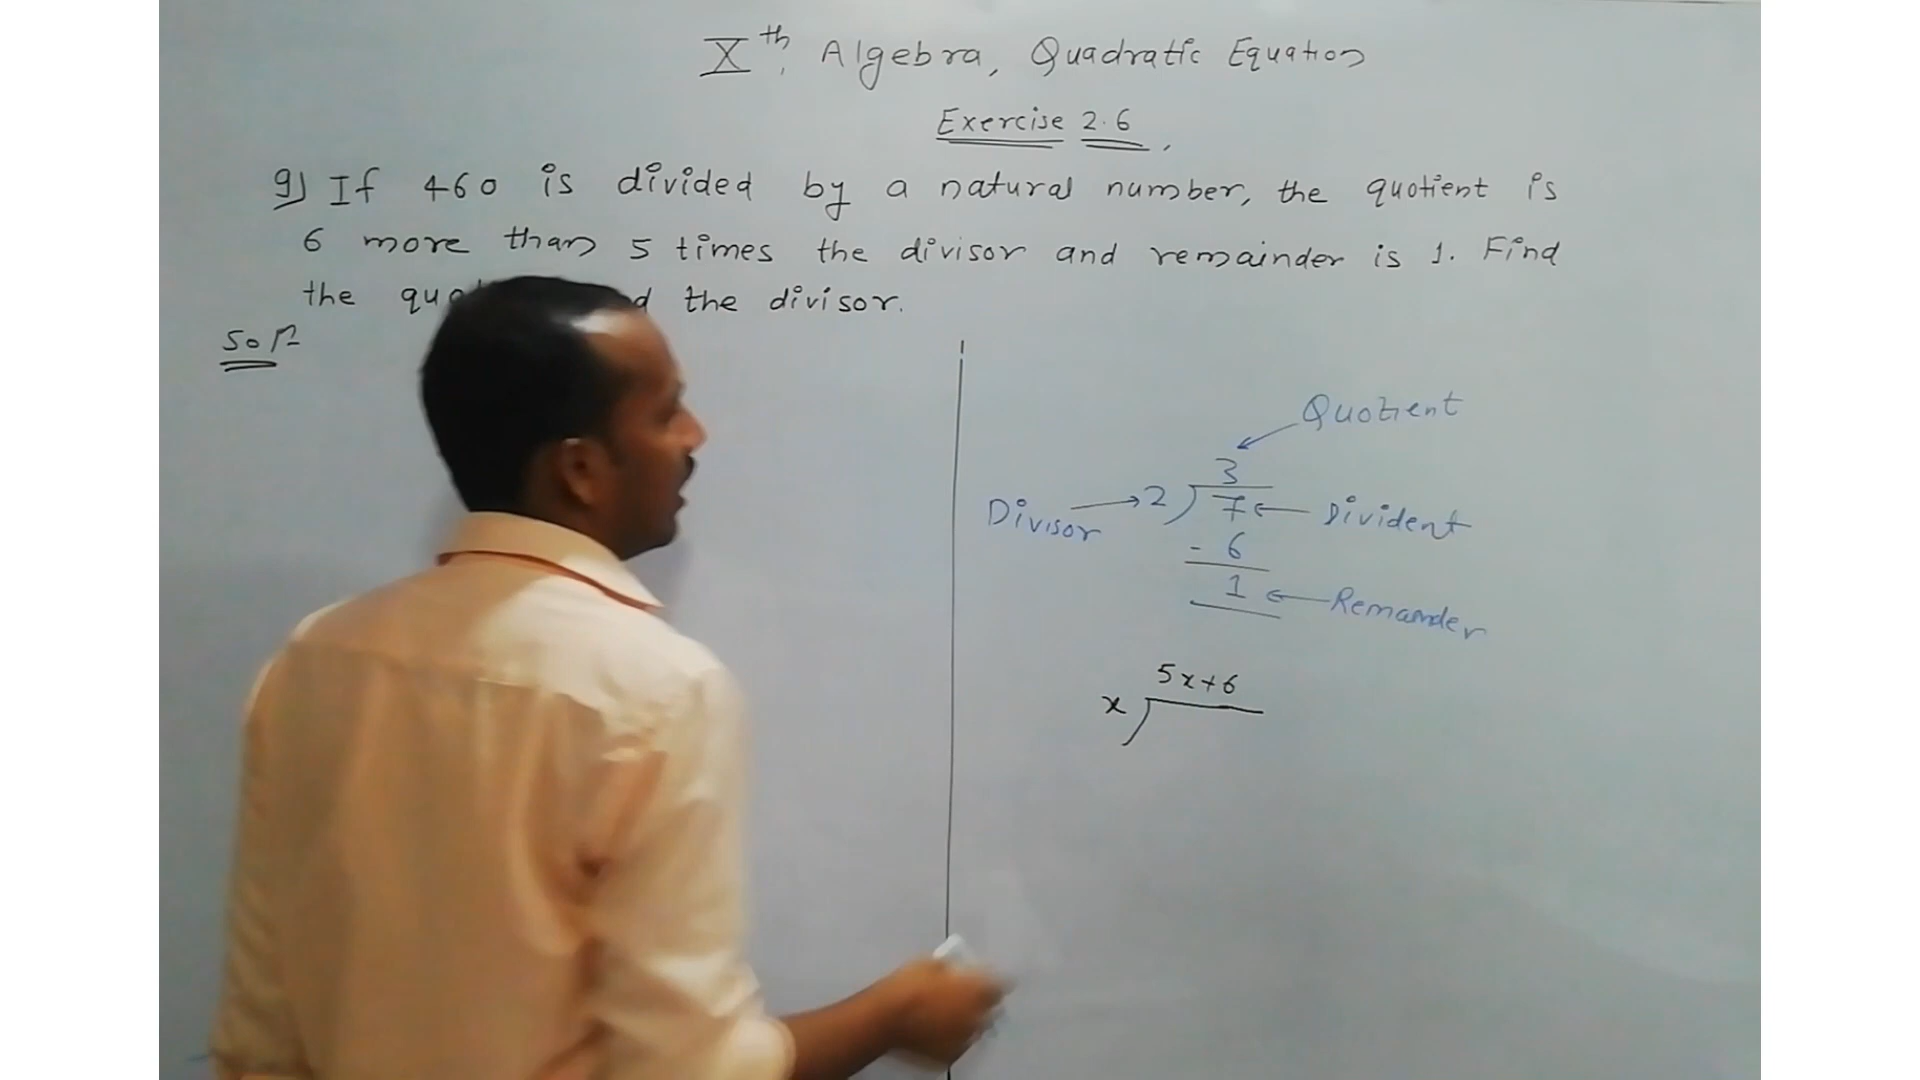 Xth, Algebra, Quadratic Equation
Exercise 2.6
9) If 460 is divided by a natural number, the quotient is
6 more than 5 times the divisor and remainder is 1. Find
the the divisor.
Soln
Quotient
3
Divisor 2 7 Divident
- 6
1 Remainder
5x+6
x